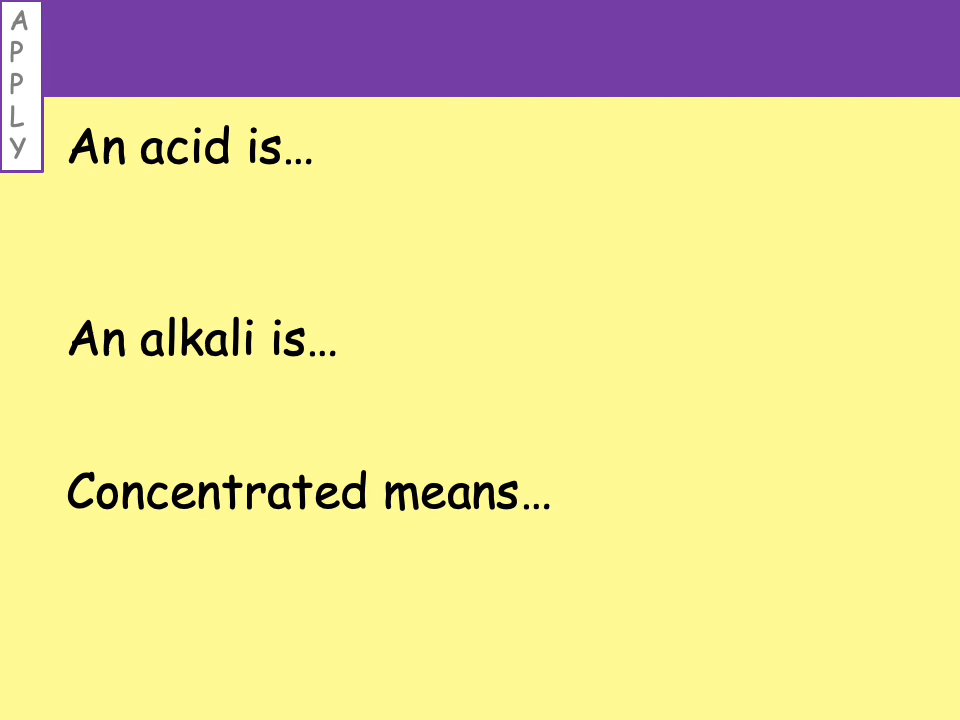 A
P
P
L
Y
An acid is…
An alkali is…
Concentrated means…